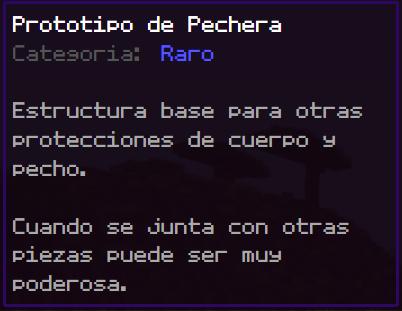 Prototipo de Pechera
Categoria: Raro
Estructura base para otras
protecciones de cuerpo y
pecho.
Cuando se junta con otras
piezas puede ser muy
poderosa.